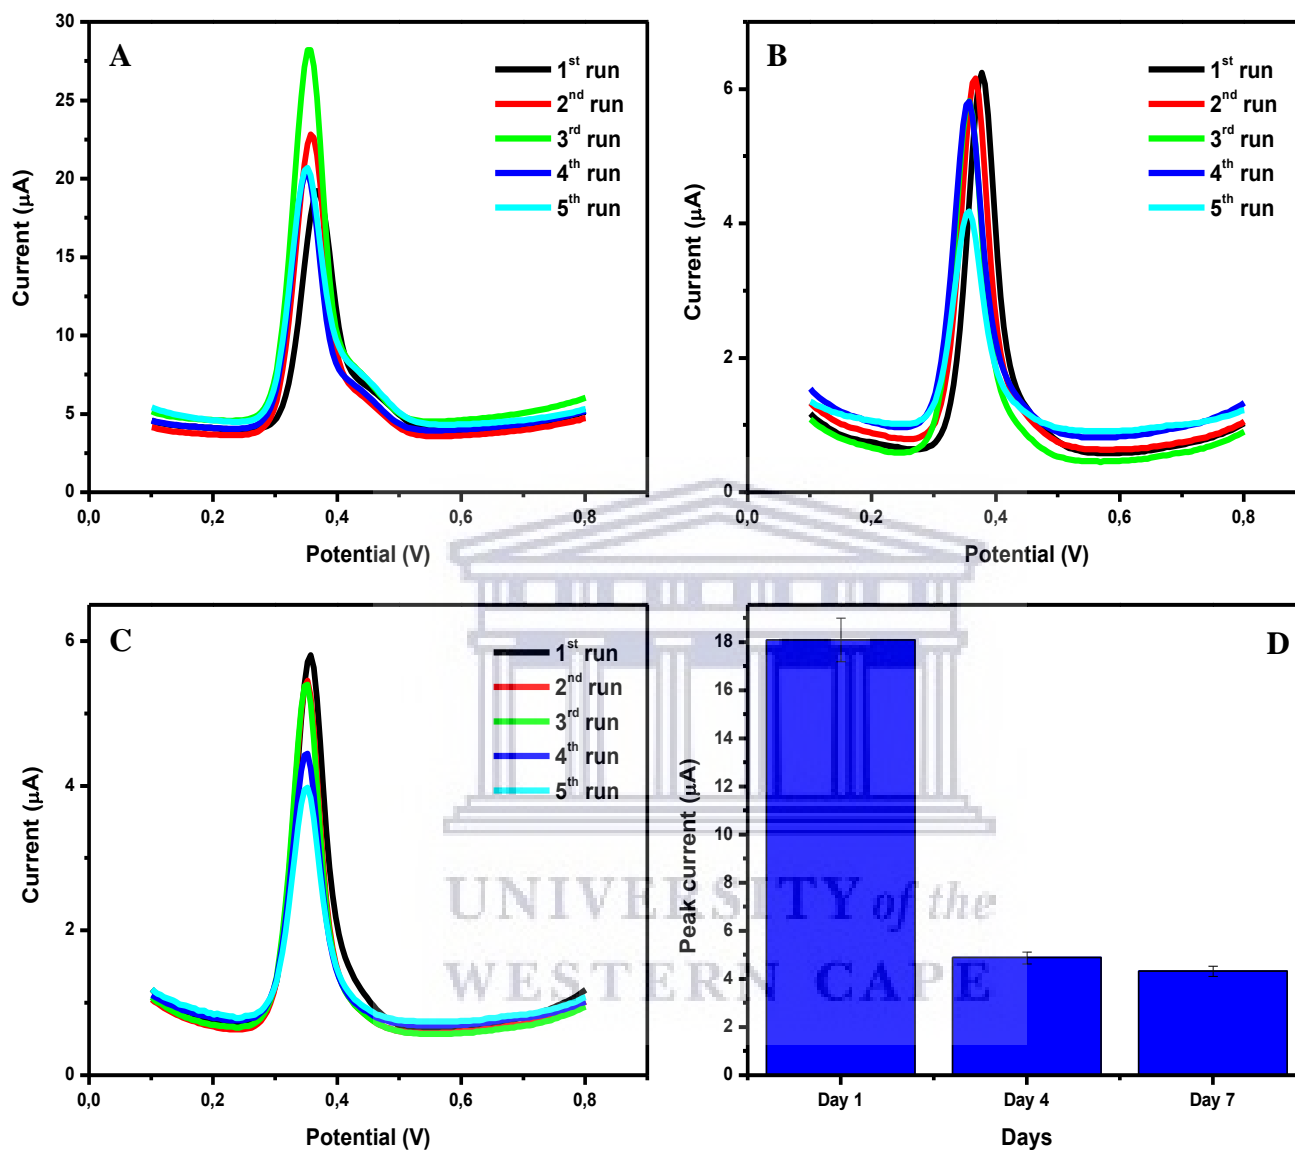 A
30
25
20
15
10
5
0
0,0 0,2 0,4 0,6 0,8
Current (µA)
Potential (V)
1st run
2nd run
3rd run
4th run
5th run
B
6
4
2
0
0,0 0,2 0,4 0,6 0,8
Current (µA)
Potential (V)
1st run
2nd run
3rd run
4th run
5th run
C
6
4
2
0
0,0 0,2 0,4 0,6 0,8
Current (µA)
Potential (V)
1st run
2nd run
3rd run
4th run
5th run
D
18
16
14
12
10
8
6
4
2
0
Day 1 Day 4 Day 7
Peak current (µA)
Days
UNIVERSITY of the
WESTERN CAPE